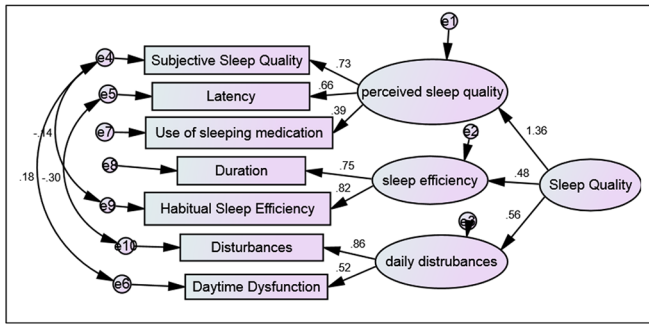 e1
e4
Subjective Sleep Quality
.73
e5
Latency
.66
perceived sleep quality
e7
Use of sleeping medication
.39
-.14
e2
1.36
e8
Duration
.75
sleep efficiency
.48
Sleep Quality
.18
-.30
.82
e9
Habitual Sleep Efficiency
.56
e10
Disturbances
.86
daily distrubances
e6
Daytime Dysfunction
.52